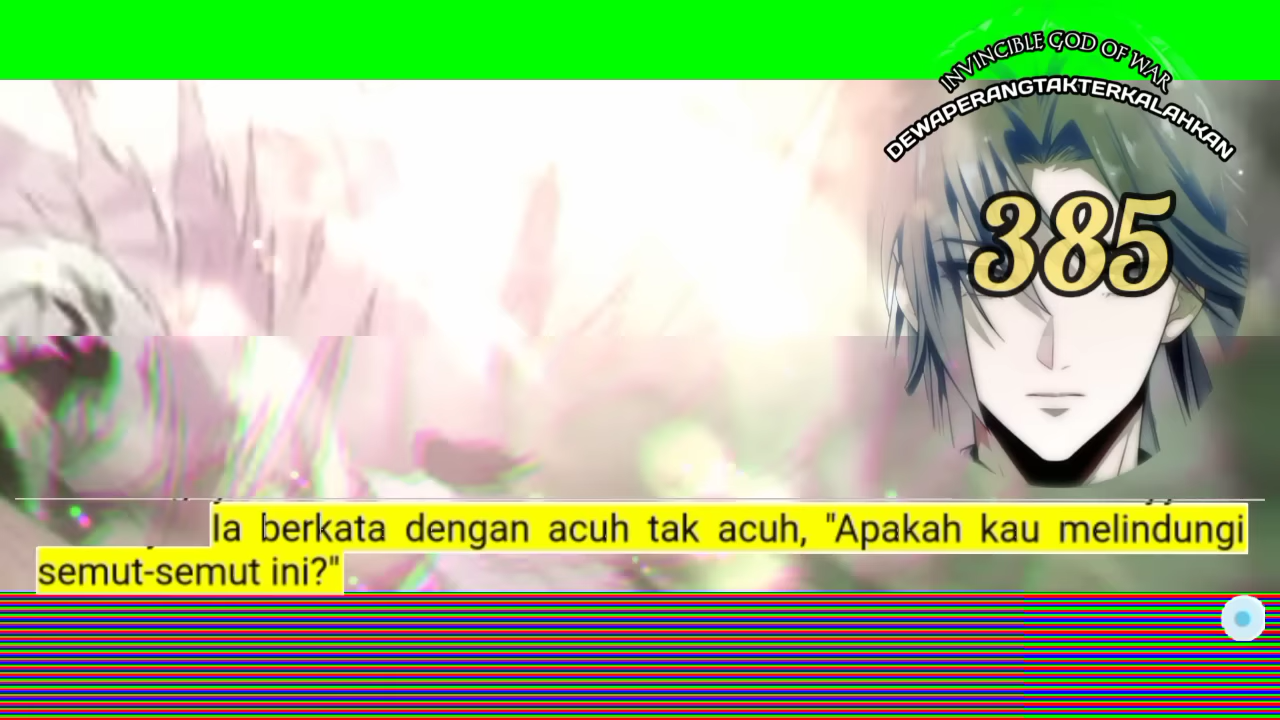 INVINCIBLE GOD OF WAR
DEWAPERANGTAKTERKALAHKAN
385
Ia berkata dengan acuh tak acuh, "Apakah kau melindungi
semut-semut ini?"